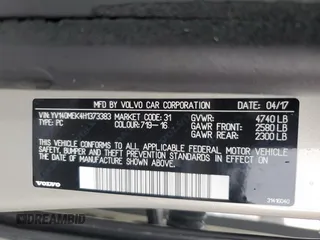 MFD BY VOLVO CAR CORPORATION DATE: 04/17
VIN: YV140MEK4H1373383 MARKET CODE: 31 GVWR: 4740 LB
TYPE: PC COLOUR: 719-16 GAWR FRONT: 2580 LB
GAWR REAR: 2300 LB
THIS VEHICLE CONFORMS TO ALL APPLICABLE FEDERAL MOTOR VEHICLE
SAFETY, BUMPER, AND THEFT PREVENTION STANDARDS IN EFFECT ON THE DATE
OF MANUFACTURE SHOWN ABOVE.
VOLVO
DREAMBID